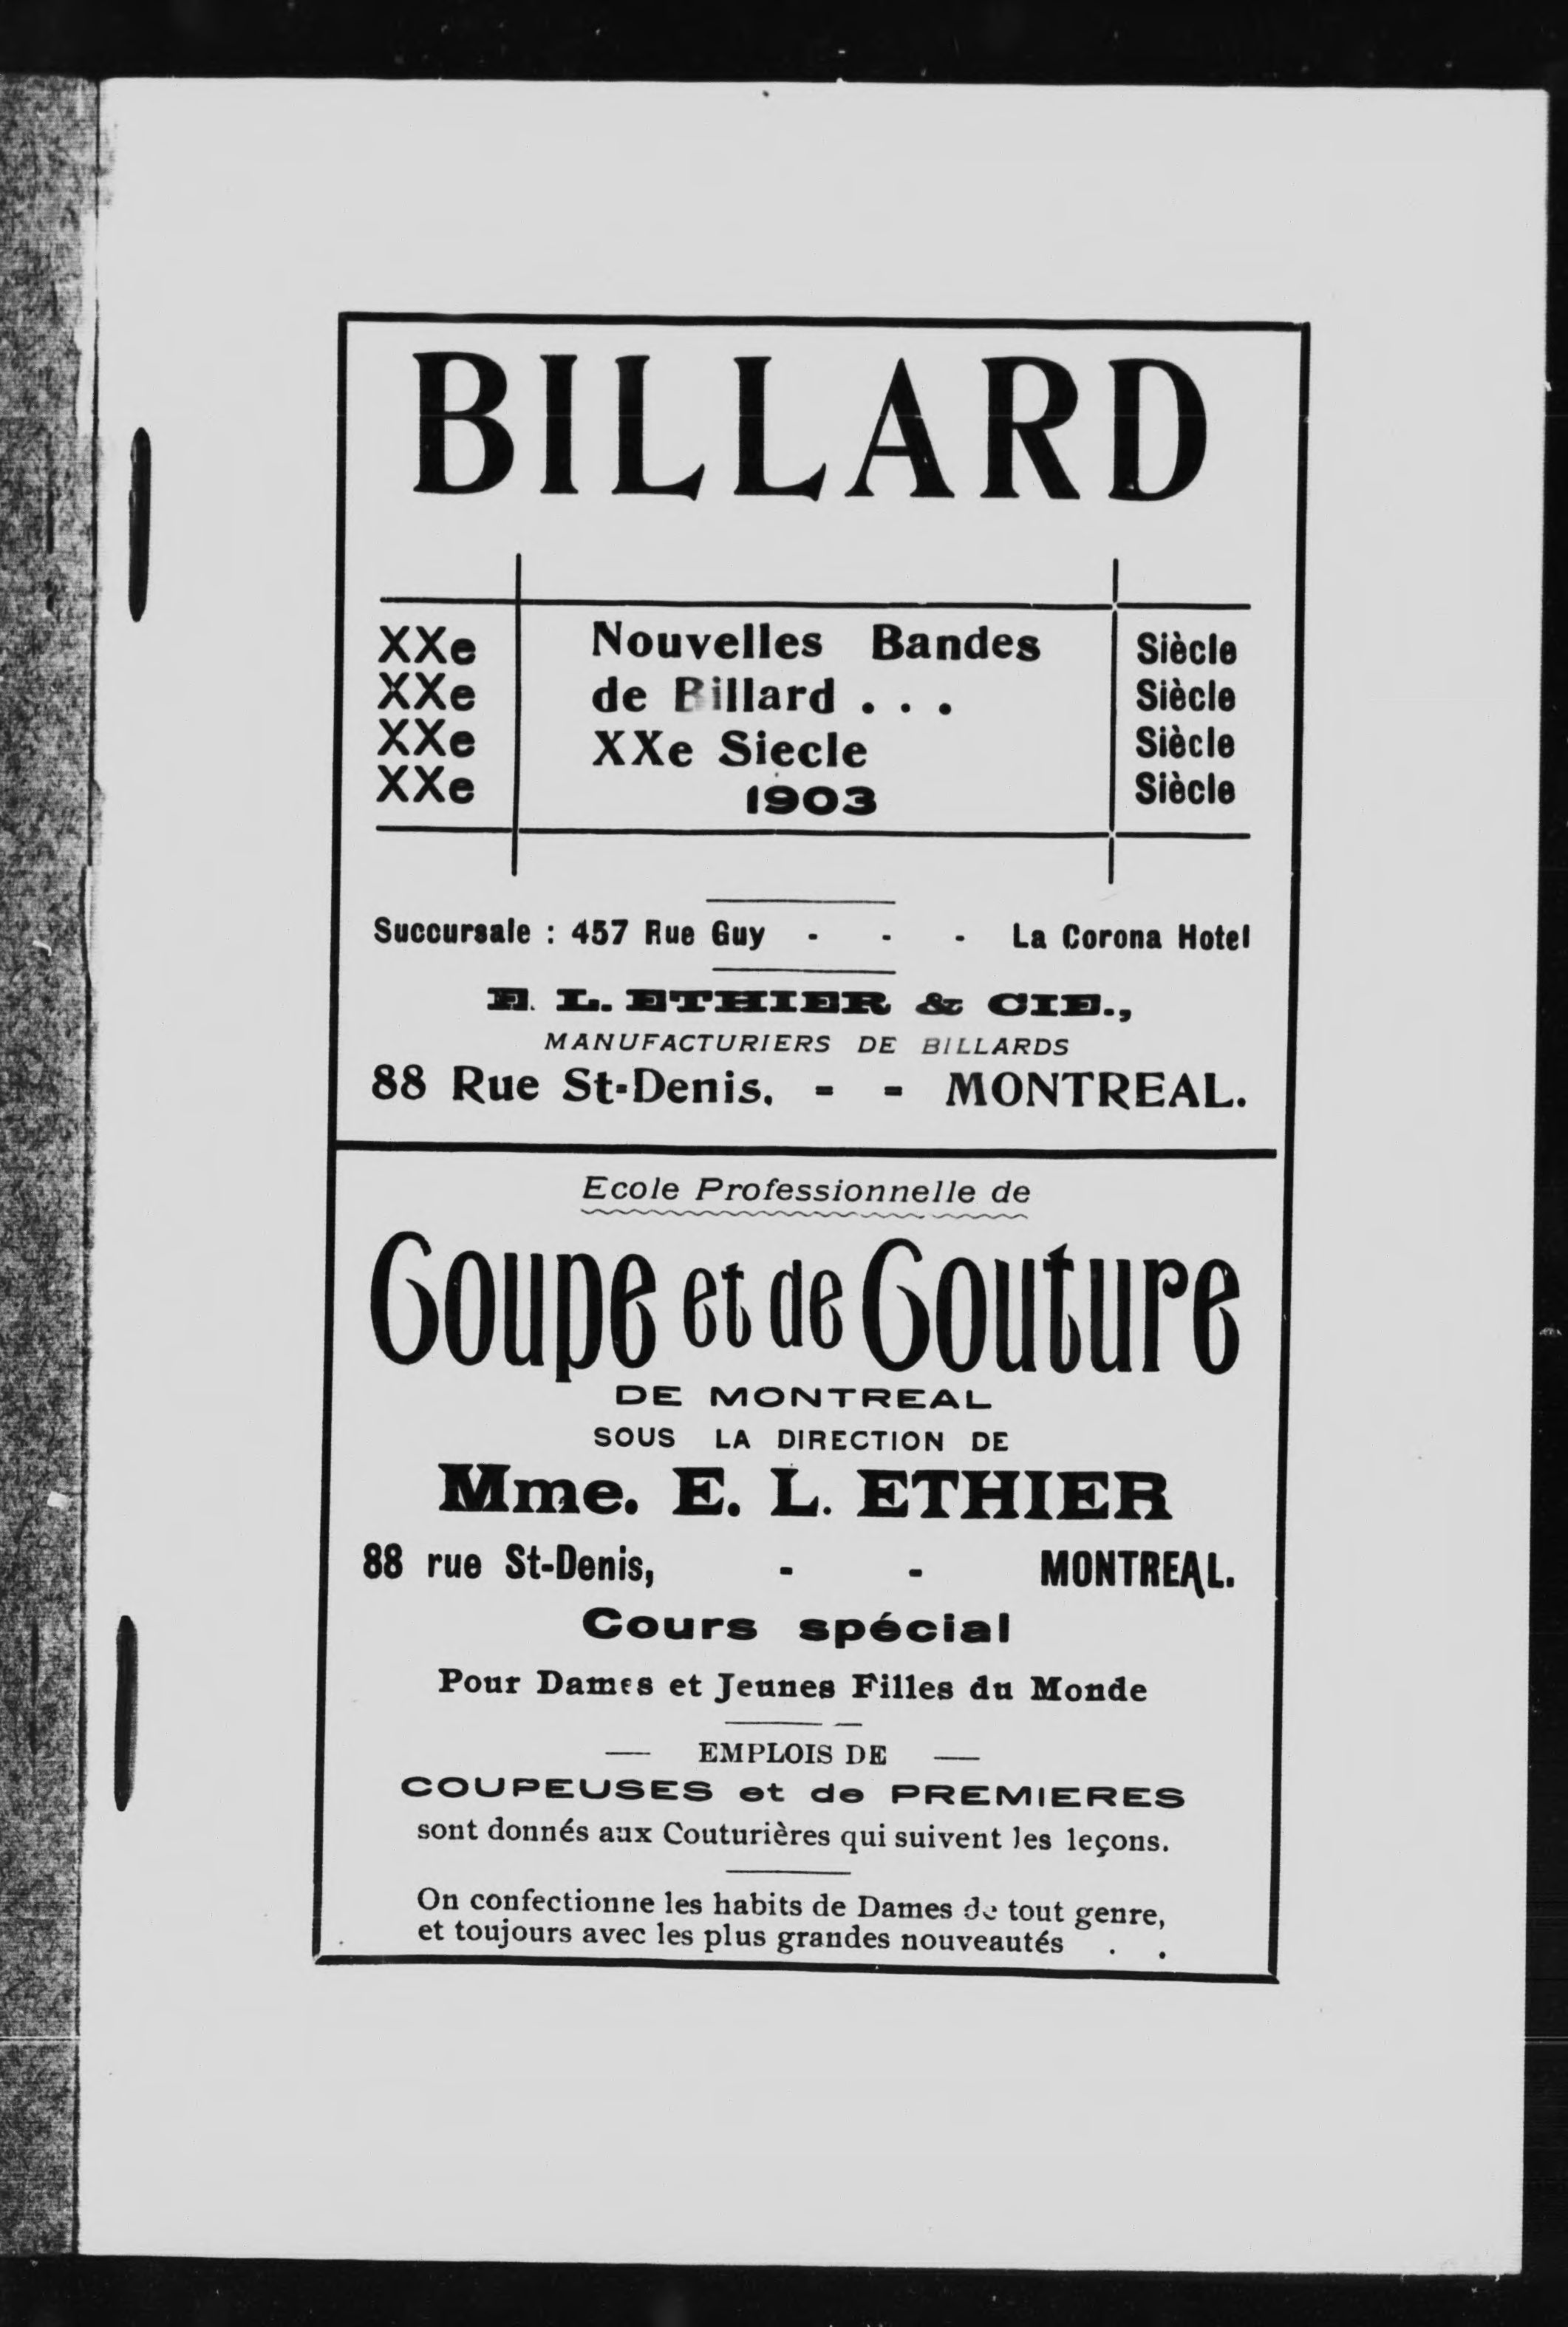 BILLARD
XXe Nouvelles Bandes Siècle
XXe de Billard . . . Siècle
XXe XXe Siecle Siècle
XXe 1903 Siècle
Succursale : 457 Rue Guy - - - La Corona Hotel
E. L. ETHIER & CIE.,
MANUFACTURIERS DE BILLARDS
88 Rue St-Denis. - - MONTREAL.
Ecole Professionnelle de
Coupe et de Couture
DE MONTREAL
SOUS LA DIRECTION DE
Mme. E. L. ETHIER
88 rue St-Denis, - - MONTREAL.
Cours spécial
Pour Dames et Jeunes Filles du Monde
— EMPLOIS DE —
COUPEUSES et de PREMIERES
sont donnés aux Couturières qui suivent les leçons.
On confectionne les habits de Dames de tout genre,
et toujours avec les plus grandes nouveautés . .